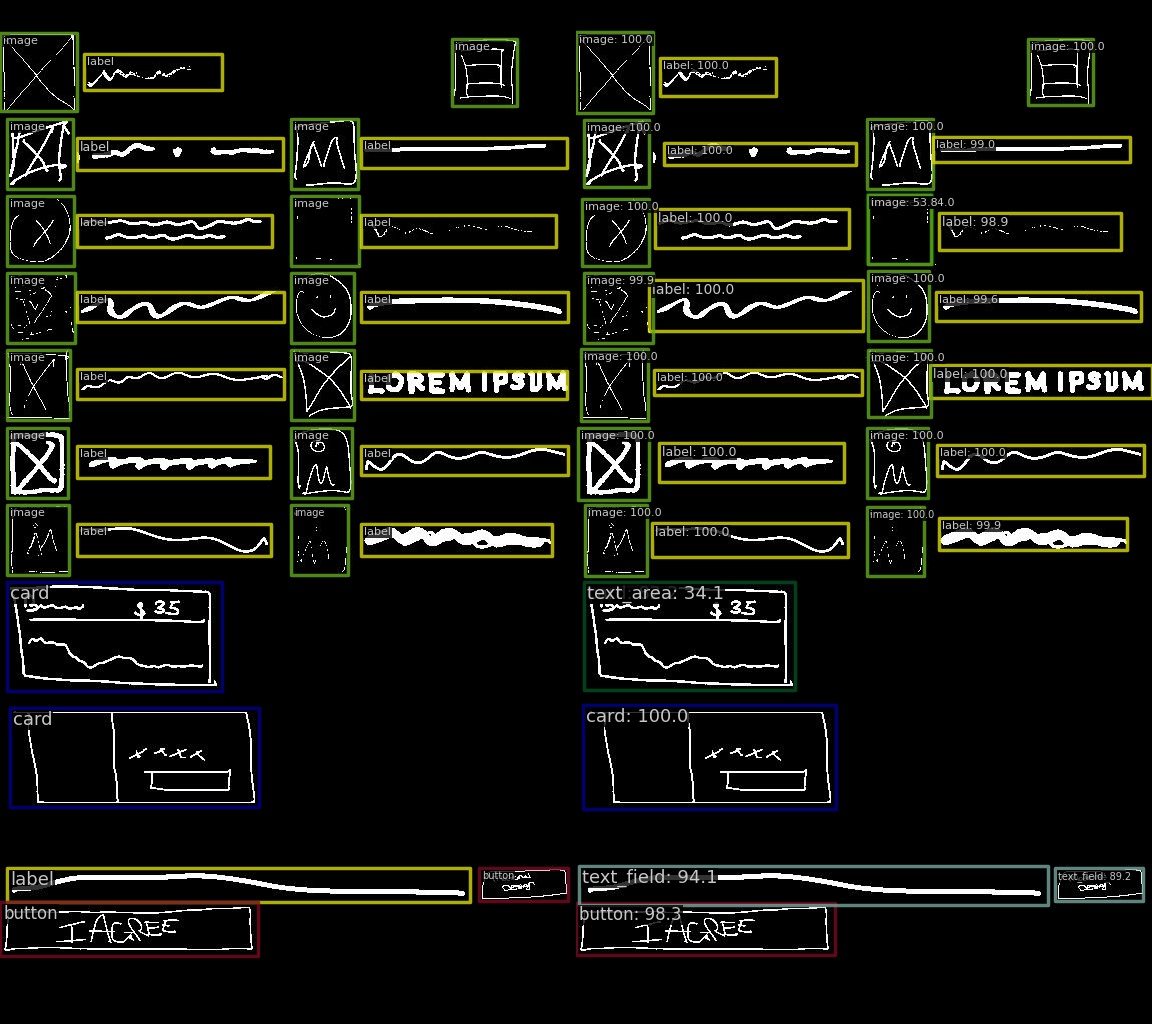 image image image: 100.0 image: 100.0
label label: 100.0
image label image label image: 100.0 label: 100.0 image: 100.0 label: 99.0
image label image label image: 100.0 label: 100.0 image: 53.84.0 label: 98.9
image label image label image: 99.9 label: 100.0 image: 100.0 label: 99.6
image label image label LOREM IPSUM image: 100.0 label: 100.0 image: 100.0 label: 100.0 LOREM IPSUM
image label image label image: 100.0 label: 100.0 image: 100.0 label: 100.0
image label image label image: 100.0 label: 100.0 image: 100.0 label: 99.9
card text_area: 34.1
$ 35 $ 35
card card: 100.0
xxxx xxxx
label button text_field: 94.1 text_field: 89.2
button button: 98.3
I AGREE I AGREE